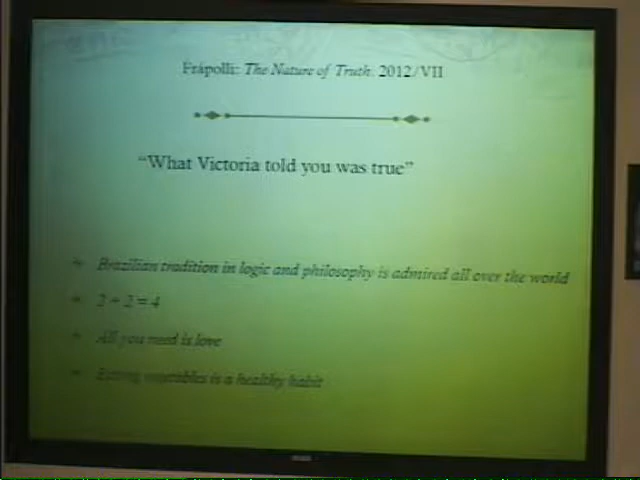 Frápolli: The Nature of Truth. 2012/VII
“What Victoria told you was true”
Brazilian tradition in logic and philosophy is admired all over the world
2 + 2 = 4
All you need is love
Eating vegetables is a healthy habit